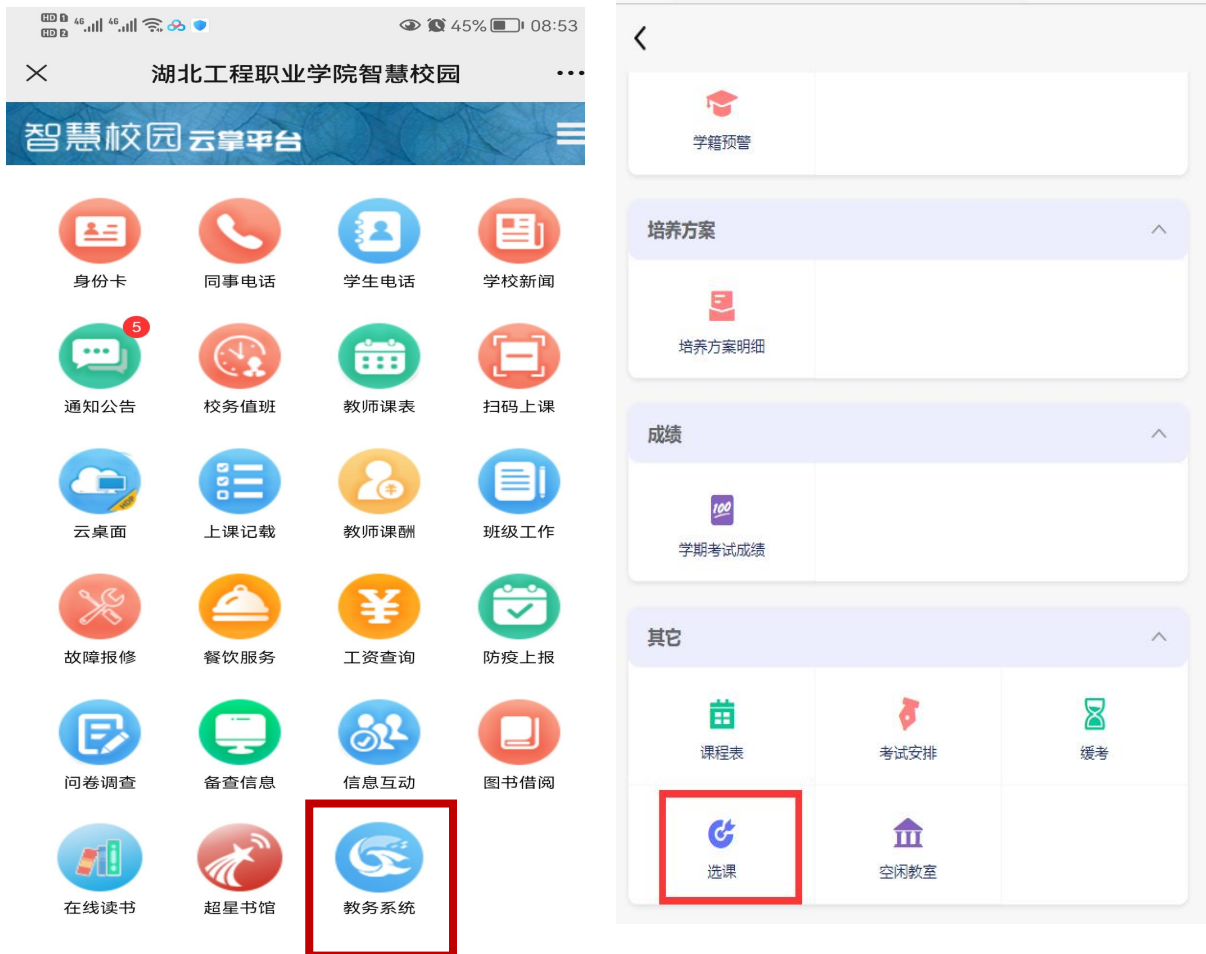 HD 1 46 46 45% 08:53
HD 2
湖北工程职业学院智慧校园
智慧校园 云掌平台
身份卡 同事电话 学生电话 学校新闻
5
通知公告 校务值班 教师课表 扫码上课
HDP
云桌面 上课记载 教师课酬 班级工作
故障报修 餐饮服务 工资查询 防疫上报
问卷调查 备查信息 信息互动 图书借阅
在线读书 超星书馆 教务系统
学籍预警
培养方案
培养方案明细
成绩
100
学期考试成绩
其它
课程表 考试安排 缓考
选课 空闲教室